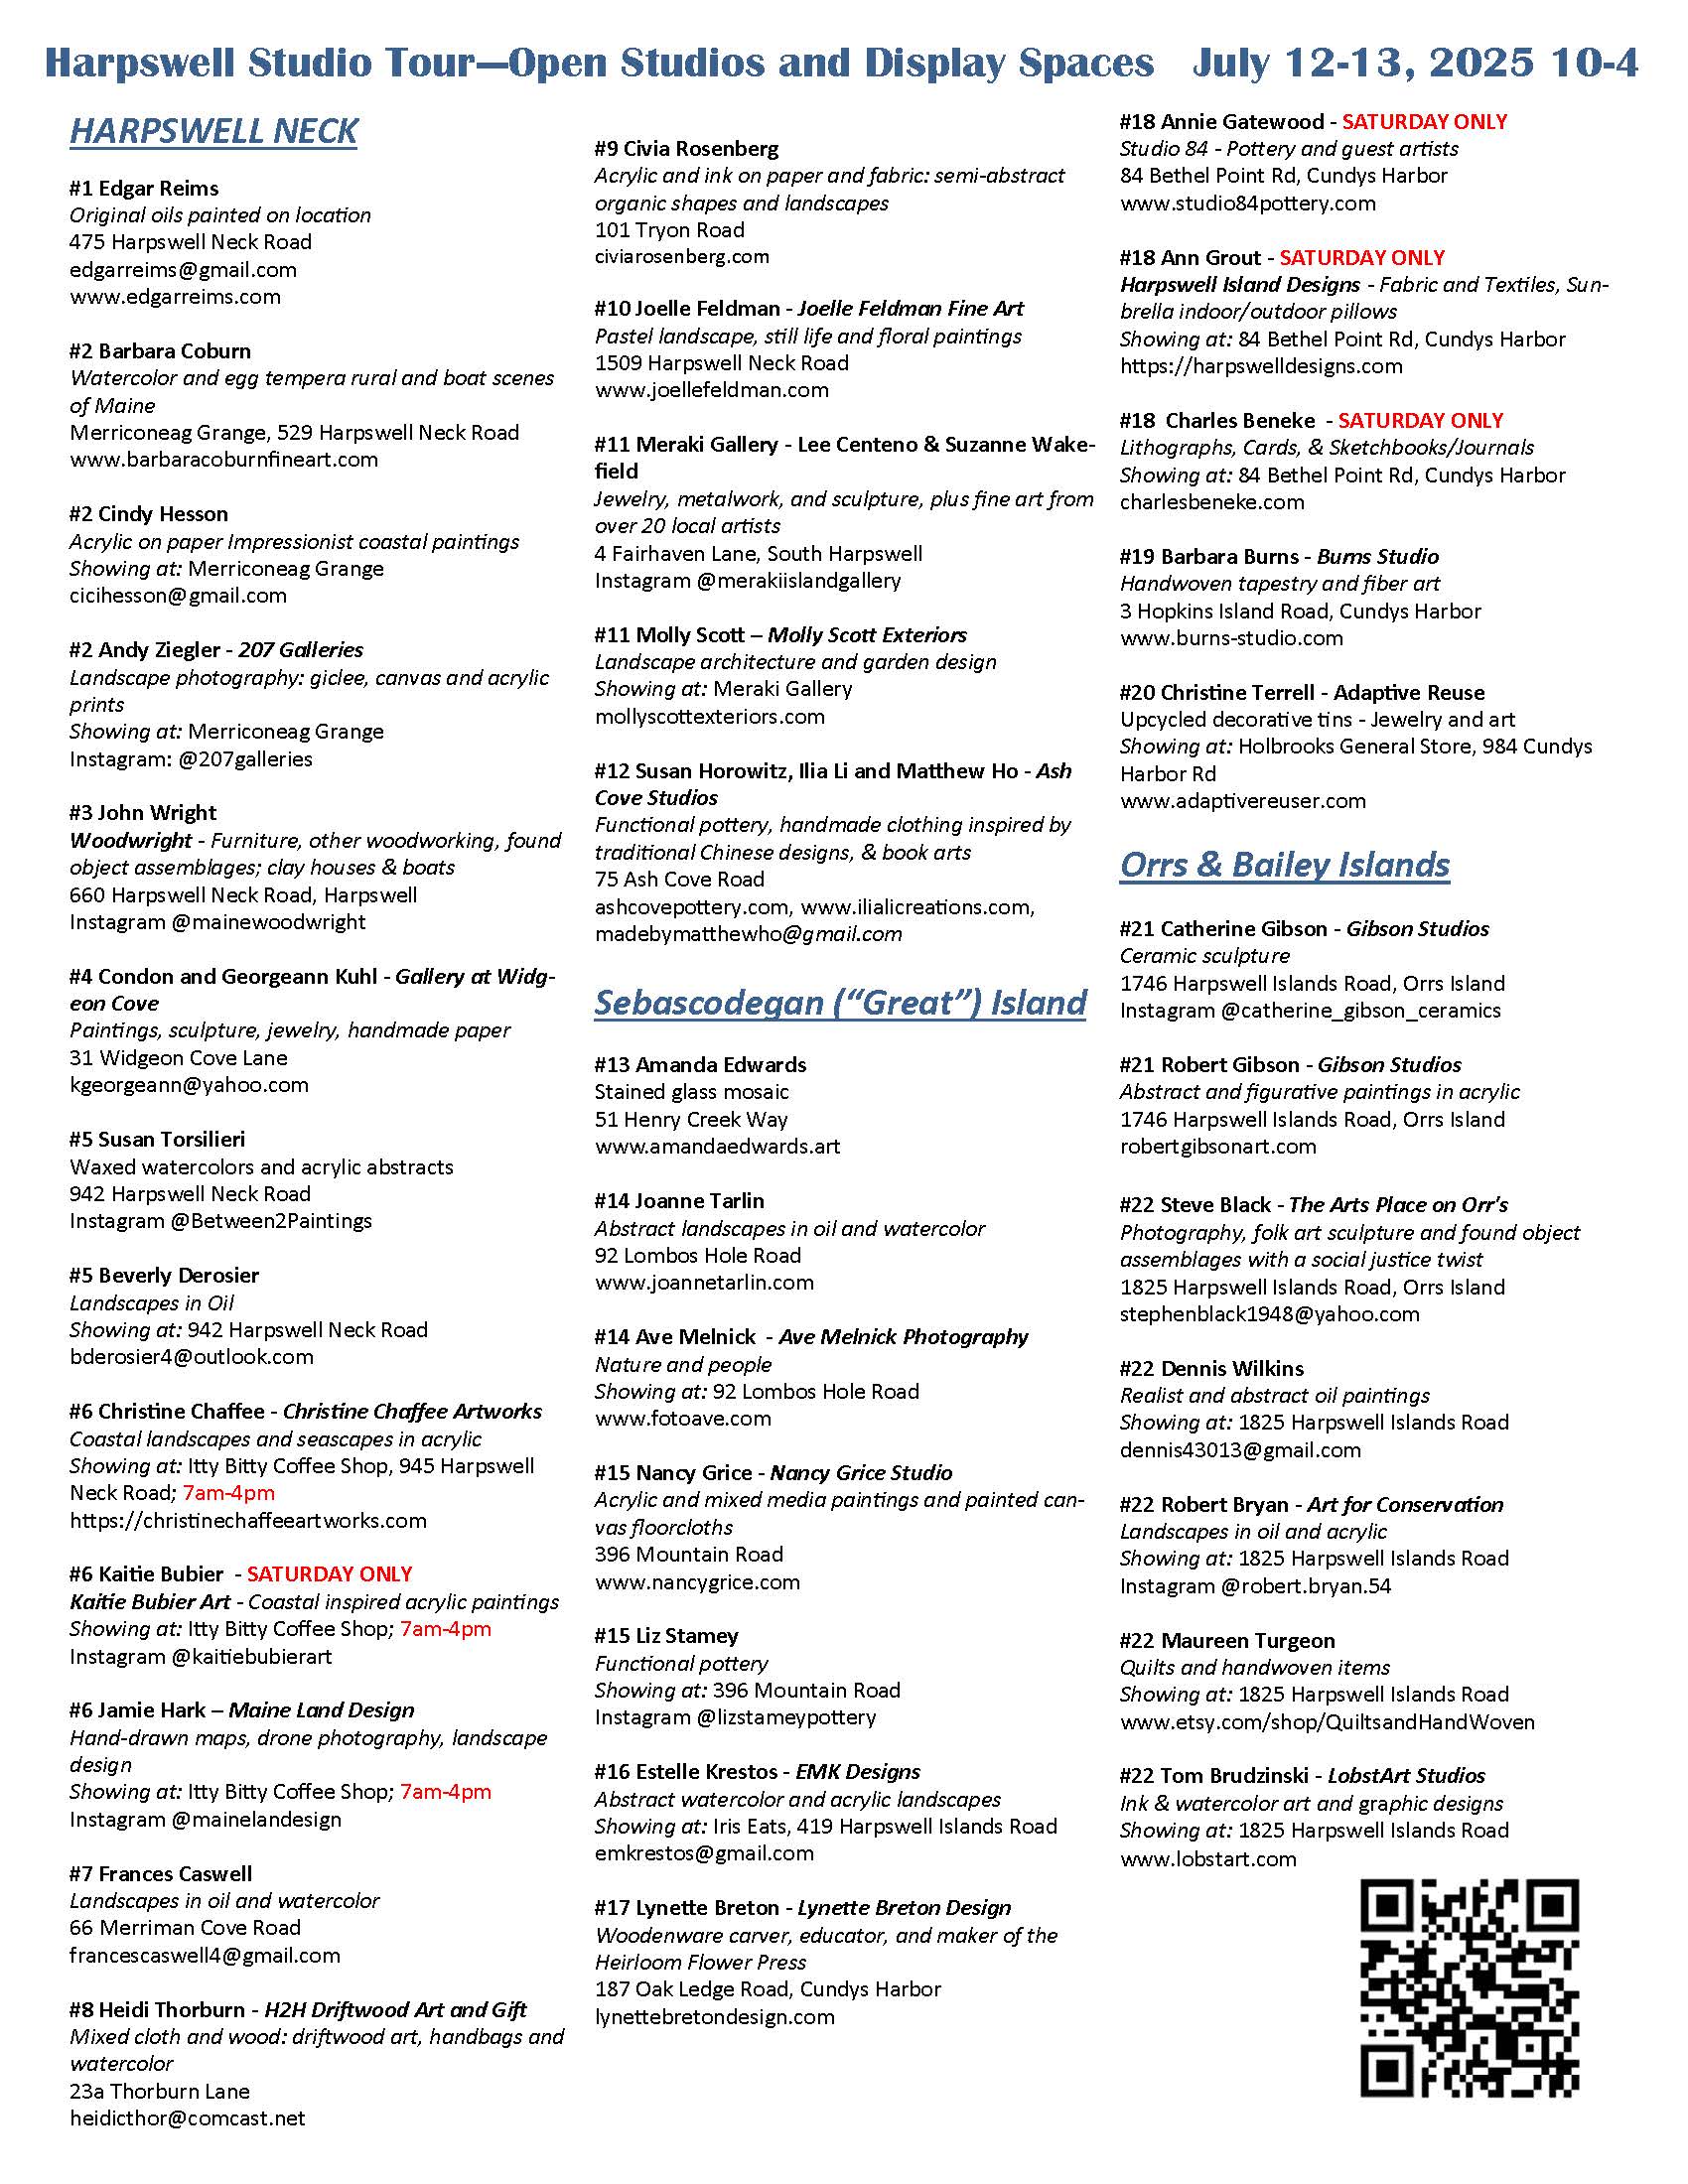 Harpswell Studio Tour—Open Studios and Display Spaces   July 12-13, 2025 10-4
HARPSWELL NECK
#1 Edgar Reims
Original oils painted on location
475 Harpswell Neck Road
edgarreims@gmail.com
www.edgarreims.com
#2 Barbara Coburn
Watercolor and egg tempera rural and boat scenes
of Maine
Merriconeag Grange, 529 Harpswell Neck Road
www.barbaracoburnfineart.com
#2 Cindy Hesson
Acrylic on paper Impressionist coastal paintings
Showing at: Merriconeag Grange
cicihesson@gmail.com
#2 Andy Ziegler - 207 Galleries
Landscape photography: giclee, canvas and acrylic
prints
Showing at: Merriconeag Grange
Instagram: @207galleries
#3 John Wright
Woodwright - Furniture, other woodworking, found
object assemblages; clay houses & boats
660 Harpswell Neck Road, Harpswell
Instagram @mainewoodwright
#4 Condon and Georgeann Kuhl - Gallery at Widg-
eon Cove
Paintings, sculpture, jewelry, handmade paper
31 Widgeon Cove Lane
kgeorgeann@yahoo.com
#5 Susan Torsilieri
Waxed watercolors and acrylic abstracts
942 Harpswell Neck Road
Instagram @Between2Paintings
#5 Beverly Derosier
Landscapes in Oil
Showing at: 942 Harpswell Neck Road
bderosier4@outlook.com
#6 Christine Chaffee - Christine Chaffee Artworks
Coastal landscapes and seascapes in acrylic
Showing at: Itty Bitty Coffee Shop, 945 Harpswell
Neck Road; 7am-4pm
https://christinechaffeeartworks.com
#6 Kaitie Bubier  - SATURDAY ONLY
Kaitie Bubier Art - Coastal inspired acrylic paintings
Showing at: Itty Bitty Coffee Shop; 7am-4pm
Instagram @kaitiebubierart
#6 Jamie Hark – Maine Land Design
Hand-drawn maps, drone photography, landscape
design
Showing at: Itty Bitty Coffee Shop; 7am-4pm
Instagram @mainelandesign
#7 Frances Caswell
Landscapes in oil and watercolor
66 Merriman Cove Road
francescaswell4@gmail.com
#8 Heidi Thorburn - H2H Driftwood Art and Gift
Mixed cloth and wood: driftwood art, handbags and
watercolor
23a Thorburn Lane
heidicthor@comcast.net
#9 Civia Rosenberg
Acrylic and ink on paper and fabric: semi-abstract
organic shapes and landscapes
101 Tryon Road
civiarosenberg.com
#10 Joelle Feldman - Joelle Feldman Fine Art
Pastel landscape, still life and floral paintings
1509 Harpswell Neck Road
www.joellefeldman.com
#11 Meraki Gallery - Lee Centeno & Suzanne Wake-
field
Jewelry, metalwork, and sculpture, plus fine art from
over 20 local artists
4 Fairhaven Lane, South Harpswell
Instagram @merakiislandgallery
#11 Molly Scott – Molly Scott Exteriors
Landscape architecture and garden design
Showing at: Meraki Gallery
mollyscottexteriors.com
#12 Susan Horowitz, Ilia Li and Matthew Ho - Ash
Cove Studios
Functional pottery, handmade clothing inspired by
traditional Chinese designs, & book arts
75 Ash Cove Road
ashcovepottery.com, www.ilialicreations.com,
madebymatthewho@gmail.com
Sebascodegan (“Great”) Island
#13 Amanda Edwards
Stained glass mosaic
51 Henry Creek Way
www.amandaedwards.art
#14 Joanne Tarlin
Abstract landscapes in oil and watercolor
92 Lombos Hole Road
www.joannetarlin.com
#14 Ave Melnick  - Ave Melnick Photography
Nature and people
Showing at: 92 Lombos Hole Road
www.fotoave.com
#15 Nancy Grice - Nancy Grice Studio
Acrylic and mixed media paintings and painted can-
vas floorcloths
396 Mountain Road
www.nancygrice.com
#15 Liz Stamey
Functional pottery
Showing at: 396 Mountain Road
Instagram @lizstameypottery
#16 Estelle Krestos - EMK Designs
Abstract watercolor and acrylic landscapes
Showing at: Iris Eats, 419 Harpswell Islands Road
emkrestos@gmail.com
#17 Lynette Breton - Lynette Breton Design
Woodenware carver, educator, and maker of the
Heirloom Flower Press
187 Oak Ledge Road, Cundys Harbor
lynettebretondesign.com
#18 Annie Gatewood - SATURDAY ONLY
Studio 84 - Pottery and guest artists
84 Bethel Point Rd, Cundys Harbor
www.studio84pottery.com
#18 Ann Grout - SATURDAY ONLY
Harpswell Island Designs - Fabric and Textiles, Sun-
brella indoor/outdoor pillows
Showing at: 84 Bethel Point Rd, Cundys Harbor
https://harpswelldesigns.com
#18  Charles Beneke  - SATURDAY ONLY
Lithographs, Cards, & Sketchbooks/Journals
Showing at: 84 Bethel Point Rd, Cundys Harbor
charlesbeneke.com
#19 Barbara Burns - Burns Studio
Handwoven tapestry and fiber art
3 Hopkins Island Road, Cundys Harbor
www.burns-studio.com
#20 Christine Terrell - Adaptive Reuse
Upcycled decorative tins - Jewelry and art
Showing at: Holbrooks General Store, 984 Cundys
Harbor Rd
www.adaptivereuser.com
Orrs & Bailey Islands
#21 Catherine Gibson - Gibson Studios
Ceramic sculpture
1746 Harpswell Islands Road, Orrs Island
Instagram @catherine_gibson_ceramics
#21 Robert Gibson - Gibson Studios
Abstract and figurative paintings in acrylic
1746 Harpswell Islands Road, Orrs Island
robertgibsonart.com
#22 Steve Black - The Arts Place on Orr's
Photography, folk art sculpture and found object
assemblages with a social justice twist
1825 Harpswell Islands Road, Orrs Island
stephenblack1948@yahoo.com
#22 Dennis Wilkins
Realist and abstract oil paintings
Showing at: 1825 Harpswell Islands Road
dennis43013@gmail.com
#22 Robert Bryan - Art for Conservation
Landscapes in oil and acrylic
Showing at: 1825 Harpswell Islands Road
Instagram @robert.bryan.54
#22 Maureen Turgeon
Quilts and handwoven items
Showing at: 1825 Harpswell Islands Road
www.etsy.com/shop/QuiltsandHandWoven
#22 Tom Brudzinski - LobstArt Studios
Ink & watercolor art and graphic designs
Showing at: 1825 Harpswell Islands Road
www.lobstart.com